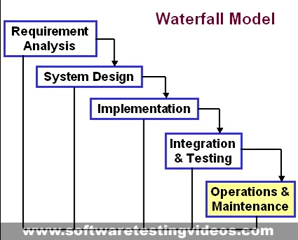 Waterfall Model
Requirement
Analysis
System Design
Implementation
Integration
& Testing
Operations &
Maintenance
www.softwaretestingvideos.com